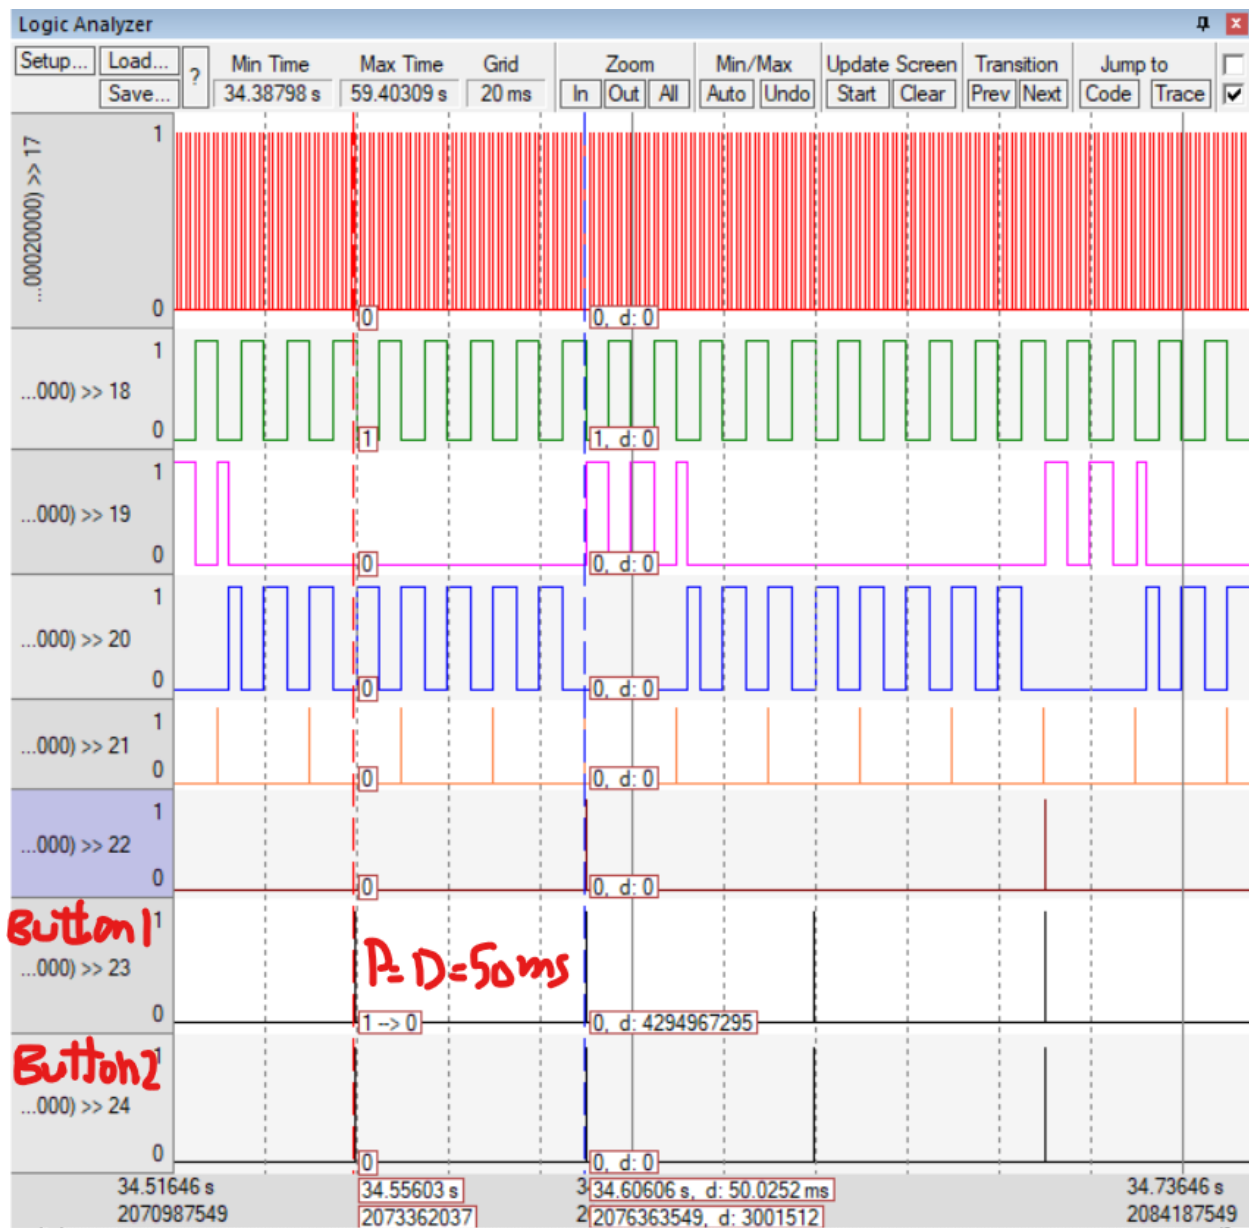 Logic Analyzer
Setup... Load... ? Min Time Max Time Grid Zoom Min/Max Update Screen Transition Jump to
Save... 34.38798 s 59.40309 s 20 ms In Out All Auto Undo Start Clear Prev Next Code Trace
...00020000) >> 17
1
0
0
0, d: 0
...000) >> 18
1
0
1
1, d: 0
...000) >> 19
1
0
0
0, d: 0
...000) >> 20
1
0
0
0, d: 0
...000) >> 21
1
0
0
0, d: 0
...000) >> 22
1
0
0
0, d: 0
Button1
1
...000) >> 23
P=D=50ms
0
1 --> 0
0, d: 4294967295
Button2
1
...000) >> 24
0
0
0, d: 0
34.51646 s 34.55603 s 34.60606 s, d: 50.0252 ms 34.73646 s
2070987549 2073362037 2076363549, d: 3001512 2084187549